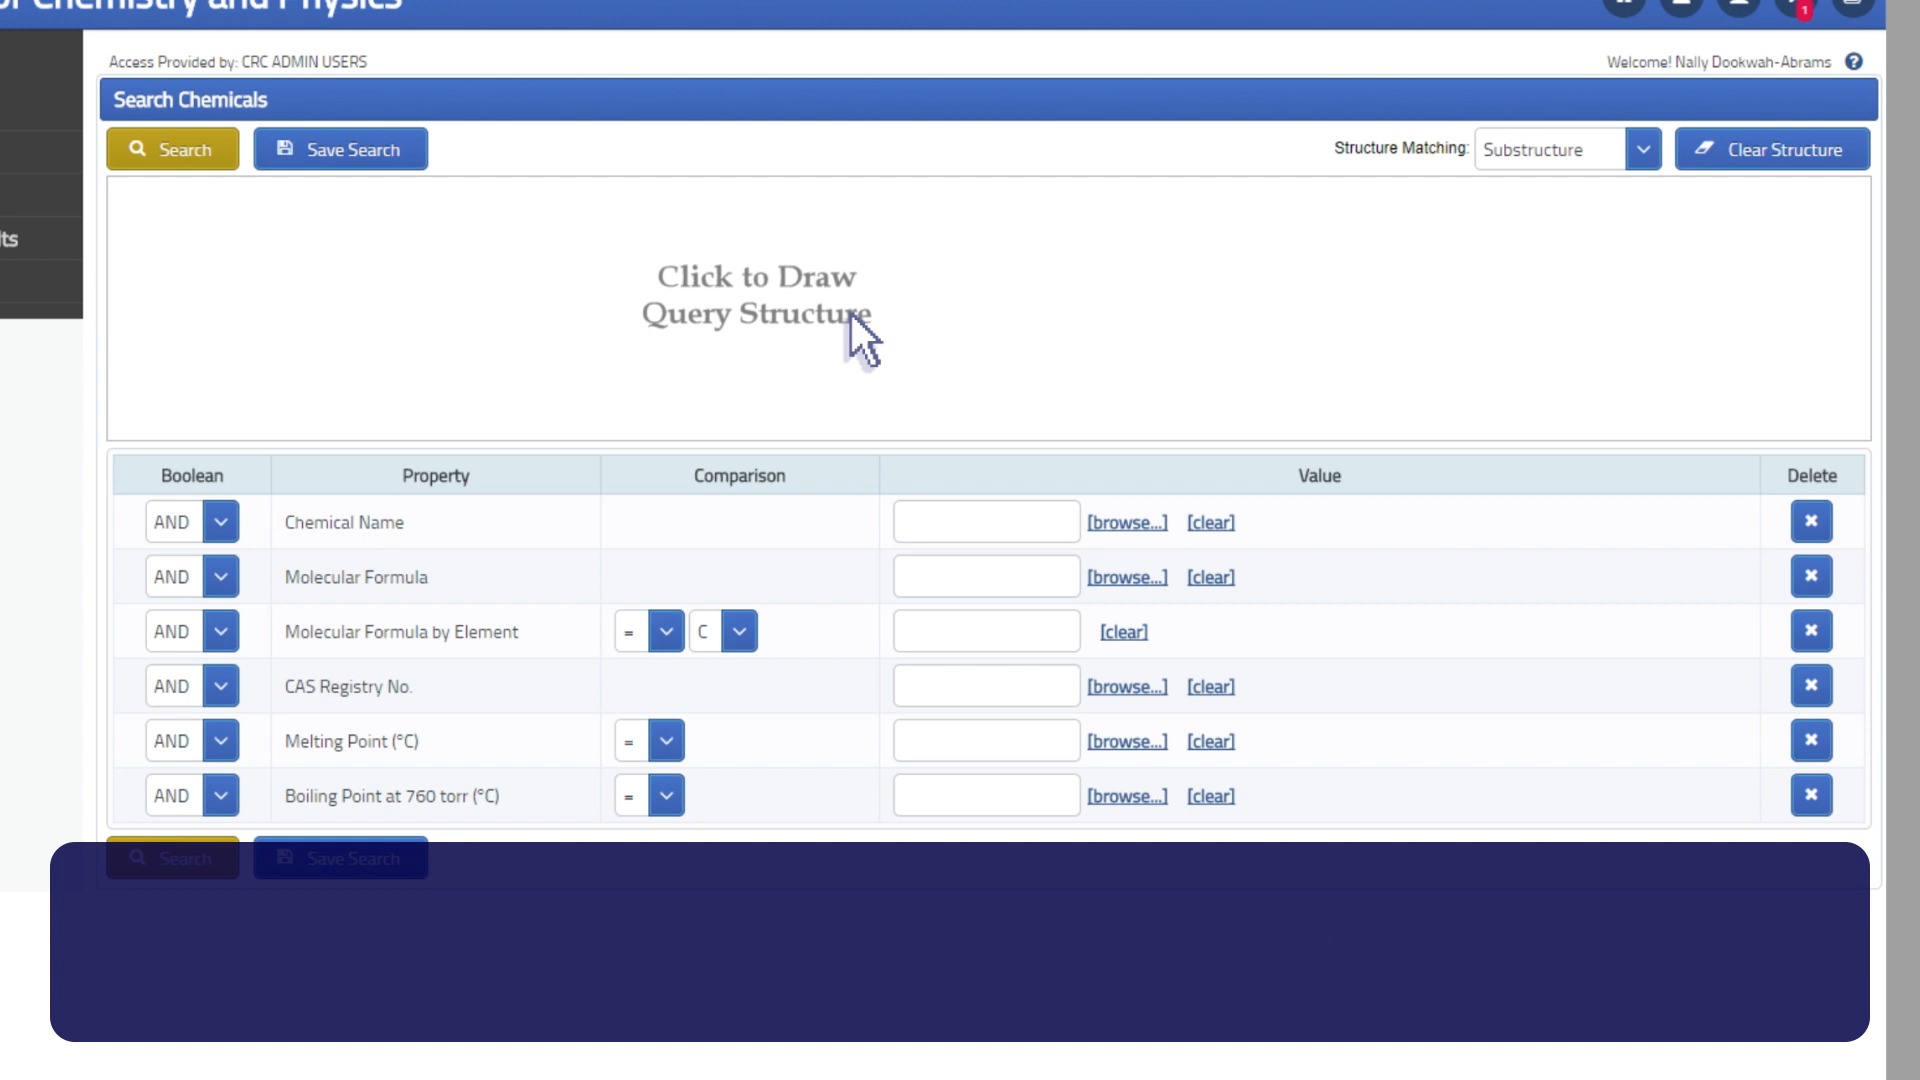 of Chemistry and Physics
1
Access Provided by: CRC ADMIN USERS
Welcome! Nally Dookwah-Abrams
Search Chemicals
Search
Save Search
Structure Matching:
Substructure
Clear Structure
lts
Click to Draw
Query Structure
Boolean Property Comparison Value Delete
AND Chemical Name [browse...] [clear]
AND Molecular Formula [browse...] [clear]
AND Molecular Formula by Element = C [clear]
AND CAS Registry No. [browse...] [clear]
AND Melting Point (°C) = [browse...] [clear]
AND Boiling Point at 760 torr (°C) = [browse...] [clear]
Search
Save Search